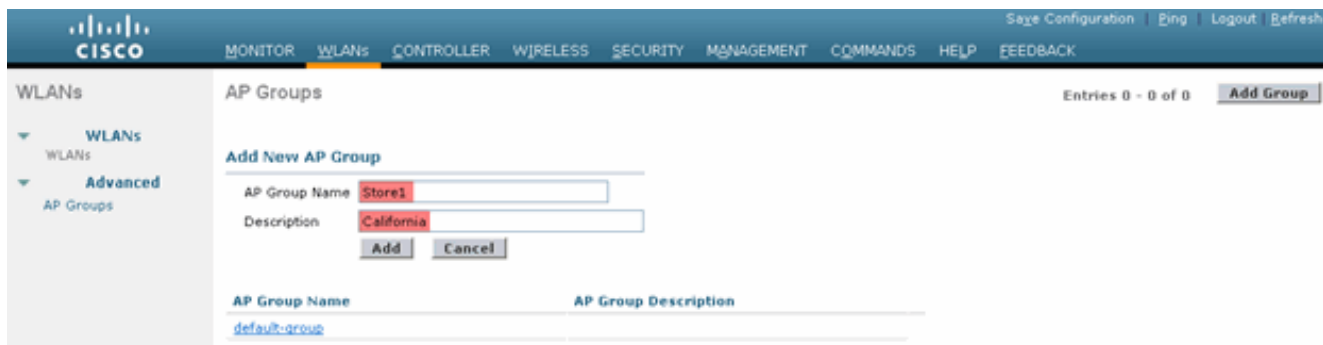 Save Configuration | Ping | Logout | Refresh
CISCO
MONITOR WLANs CONTROLLER WIRELESS SECURITY MANAGEMENT COMMANDS HELP FEEDBACK
WLANs
AP Groups
Entries 0 - 0 of 0
Add Group
WLANs
WLANs
Advanced
AP Groups
Add New AP Group
AP Group Name Store1
Description California
Add Cancel
AP Group Name AP Group Description
default-group